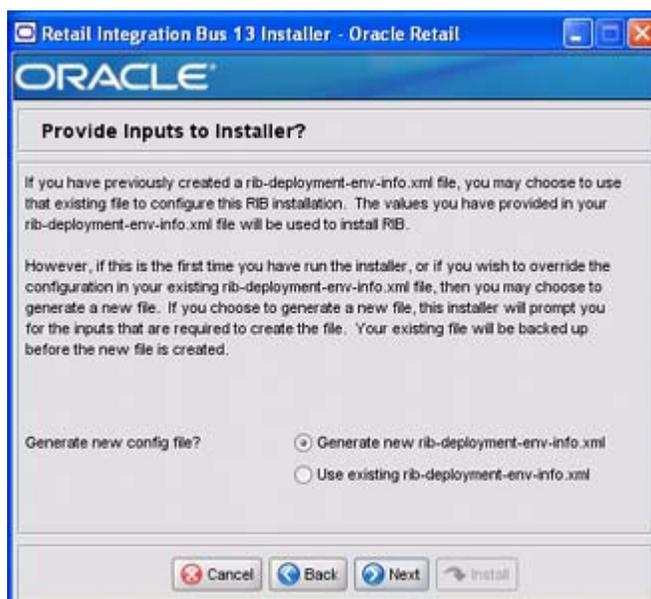 Retail Integration Bus 13 Installer - Oracle Retail
ORACLE
Provide Inputs to Installer?
If you have previously created a rib-deployment-env-info.xml file, you may choose to use
that existing file to configure this RIB installation. The values you have provided in your
rib-deployment-env-info.xml file will be used to install RIB.
However, if this is the first time you have run the installer, or if you wish to override the
configuration in your existing rib-deployment-env-info.xml file, then you may choose to
generate a new file. If you choose to generate a new file, this installer will prompt you
for the inputs that are required to create the file. Your existing file will be backed up
before the new file is created.
Generate new config file?
Generate new rib-deployment-env-info.xml
Use existing rib-deployment-env-info.xml
Cancel Back Next Install